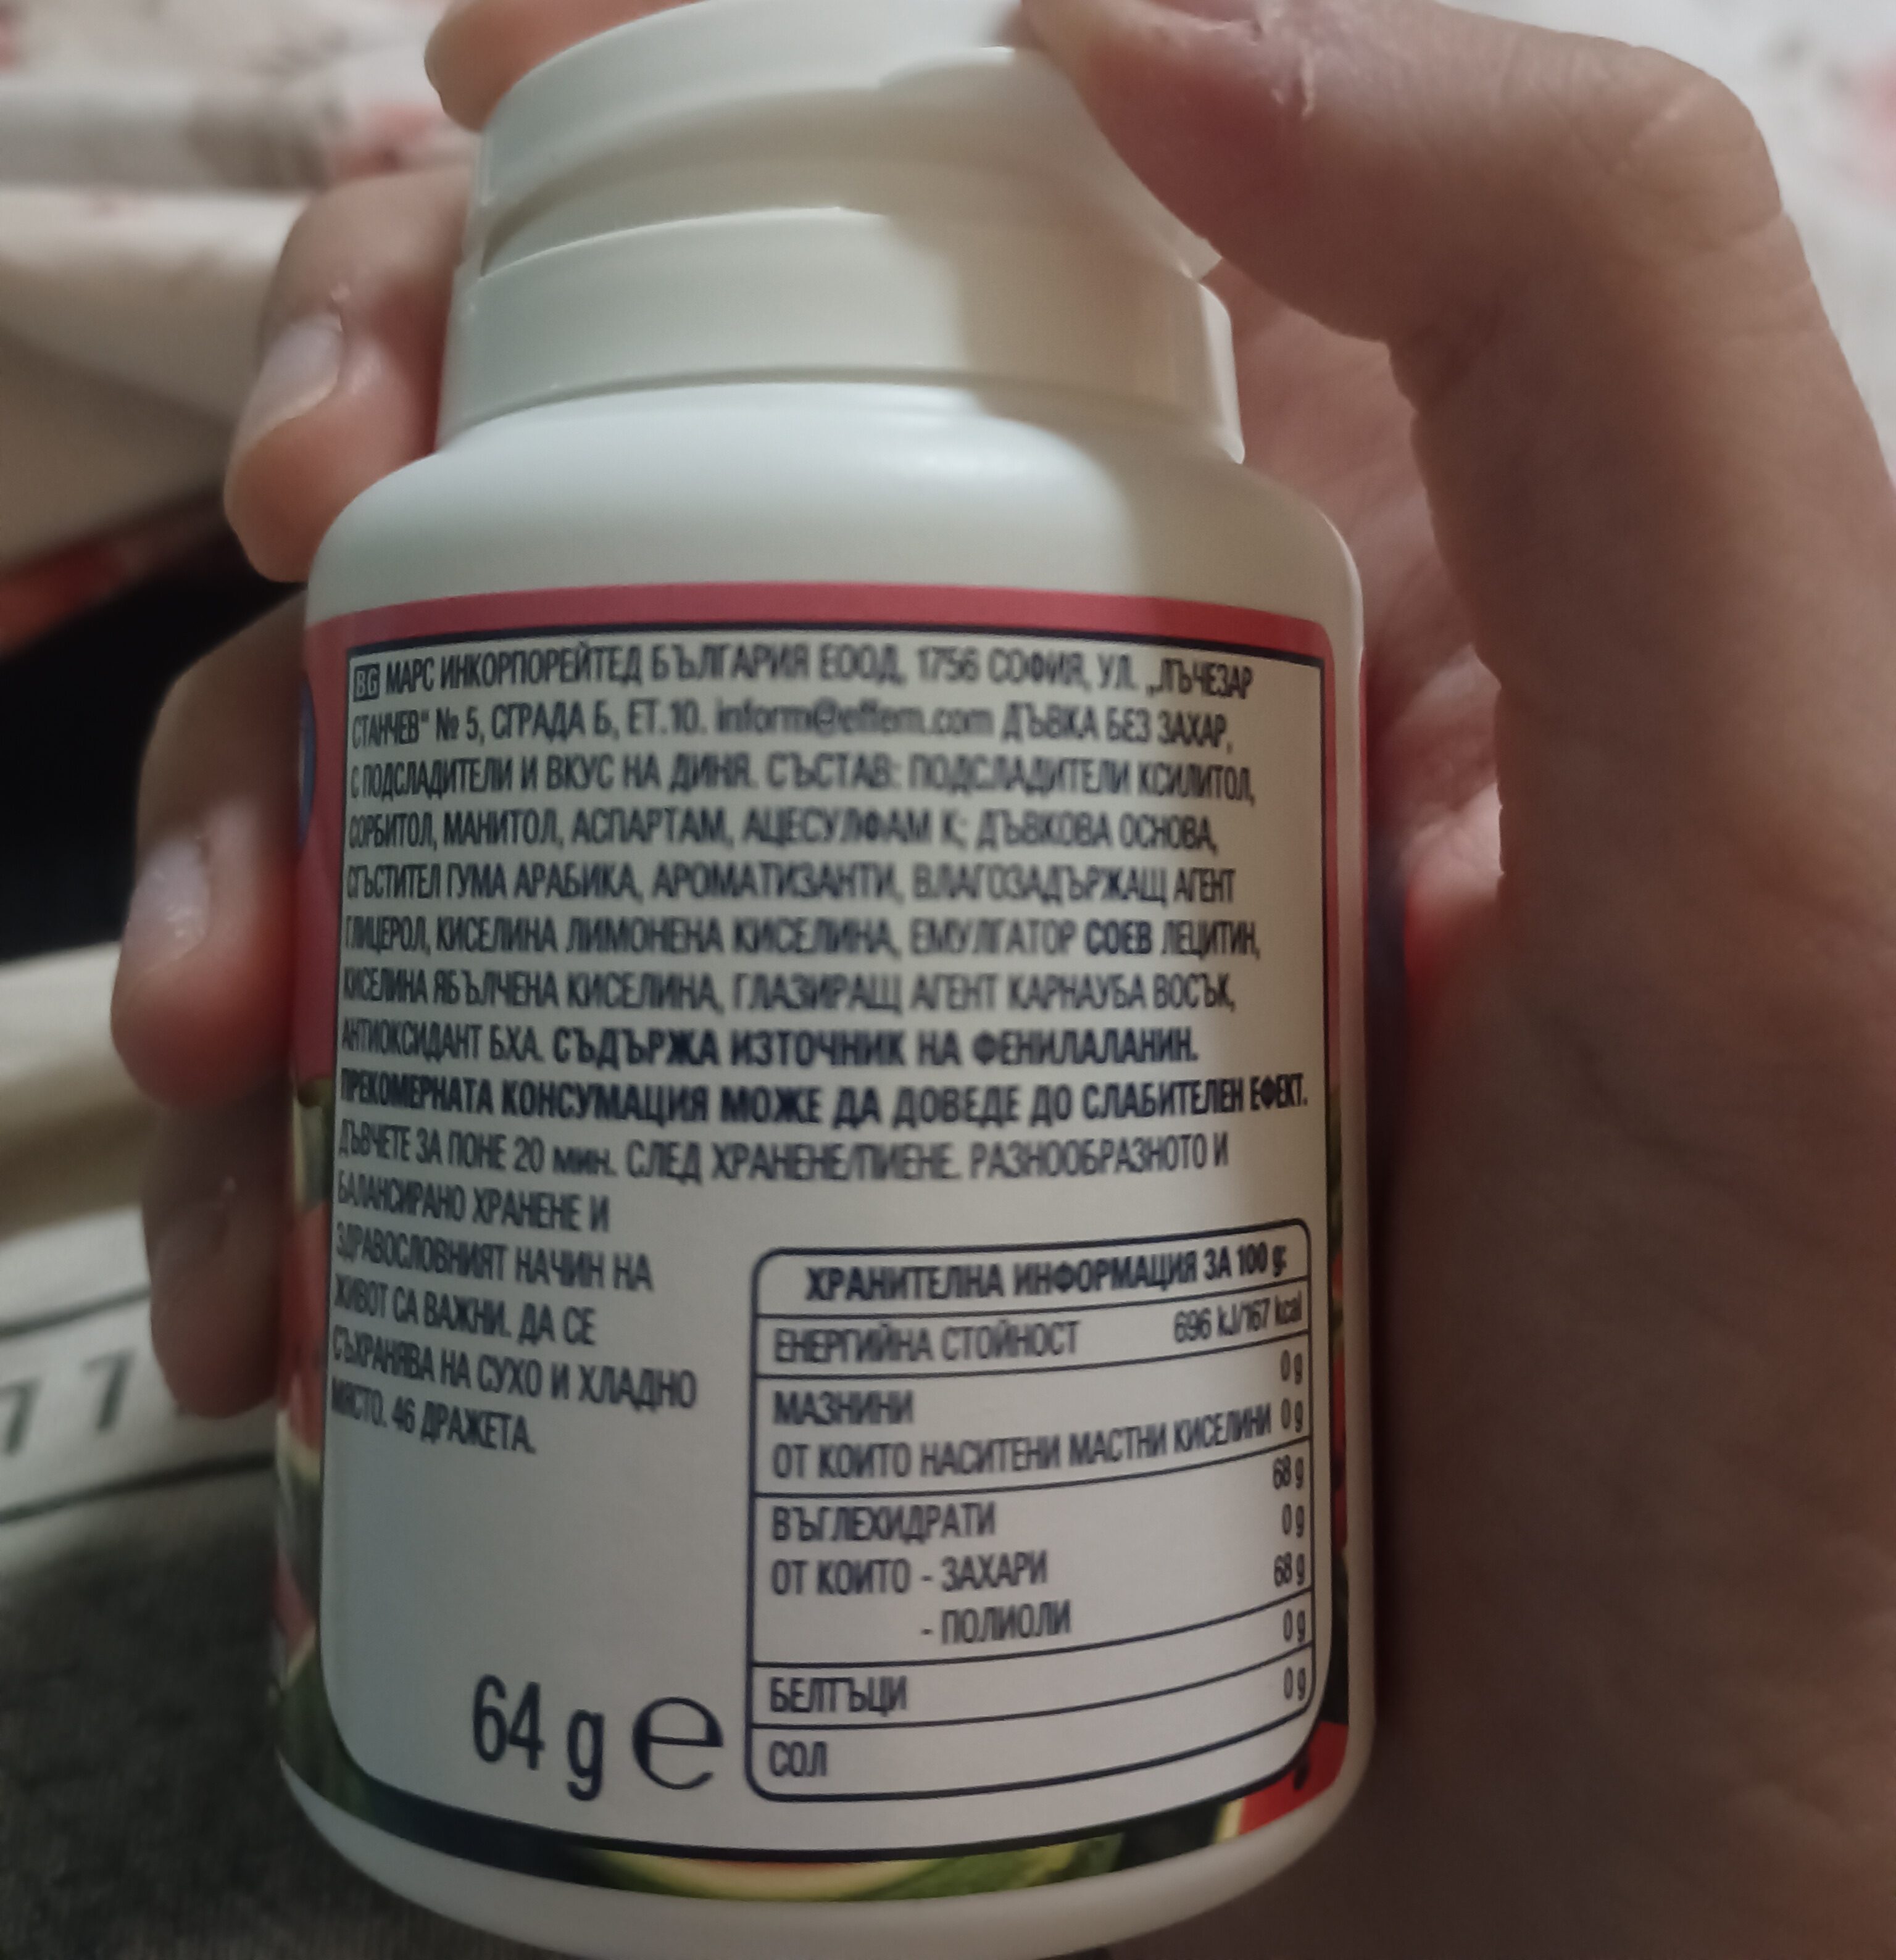 BG МАРС ИНКОРПОРЕЙТЕД БЪЛГАРИЯ ЕООД, 1756 СОФИЯ, УЛ. „ЛЪЧЕЗАР
СТАНЧЕВ“ № 5, СГРАДА Б, ЕТ.10. inform@effem.com ДЪВКА БЕЗ ЗАХАР,
С ПОДСЛАДИТЕЛИ И ВКУС НА ДИНЯ. СЪСТАВ: ПОДСЛАДИТЕЛИ КСИЛИТОЛ,
СОРБИТОЛ, МАНИТОЛ, АСПАРТАМ, АЦЕСУЛФАМ К; ДЪВКОВА ОСНОВА,
СГЪСТИТЕЛ ГУМА АРАБИКА, АРОМАТИЗАНТИ, ВЛАГОЗАДЪРЖАЩ АГЕНТ
ГЛИЦЕРОЛ, КИСЕЛИНА ЛИМОНЕНА КИСЕЛИНА, ЕМУЛГАТОР СОЕВ ЛЕЦИТИН,
КИСЕЛИНА ЯБЪЛЧЕНА КИСЕЛИНА, ГЛАЗИРАЩ АГЕНТ КАРНАУБА ВОСЪК,
АНТИОКСИДАНТ БХА. СЪДЪРЖА ИЗТОЧНИК НА ФЕНИЛАЛАНИН.
ПРЕКОМЕРНАТА КОНСУМАЦИЯ МОЖЕ ДА ДОВЕДЕ ДО СЛАБИТЕЛЕН ЕФЕКТ.
ДЪВЧЕТЕ ЗА ПОНЕ 20 мин. СЛЕД ХРАНЕНЕ/ПИЕНЕ. РАЗНООБРАЗНОТО И
БАЛАНСИРАНО ХРАНЕНЕ И
ЗДРАВОСЛОВНИЯТ НАЧИН НА
ЖИВОТ СА ВАЖНИ. ДА СЕ
СЪХРАНЯВА НА СУХО И ХЛАДНО
МЯСТО. 46 ДРАЖЕТА.
ХРАНИТЕЛНА ИНФОРМАЦИЯ ЗА 100 g:
ЕНЕРГИЙНА СТОЙНОСТ 696 kJ/167 kcal
МАЗНИНИ 0 g
ОТ КОИТО НАСИТЕНИ МАСТНИ КИСЕЛИНИ 0 g
ВЪГЛЕХИДРАТИ 68 g
ОТ КОИТО - ЗАХАРИ 0 g
- ПОЛИОЛИ 68 g
БЕЛТЪЦИ 0 g
СОЛ 0 g
64 g e